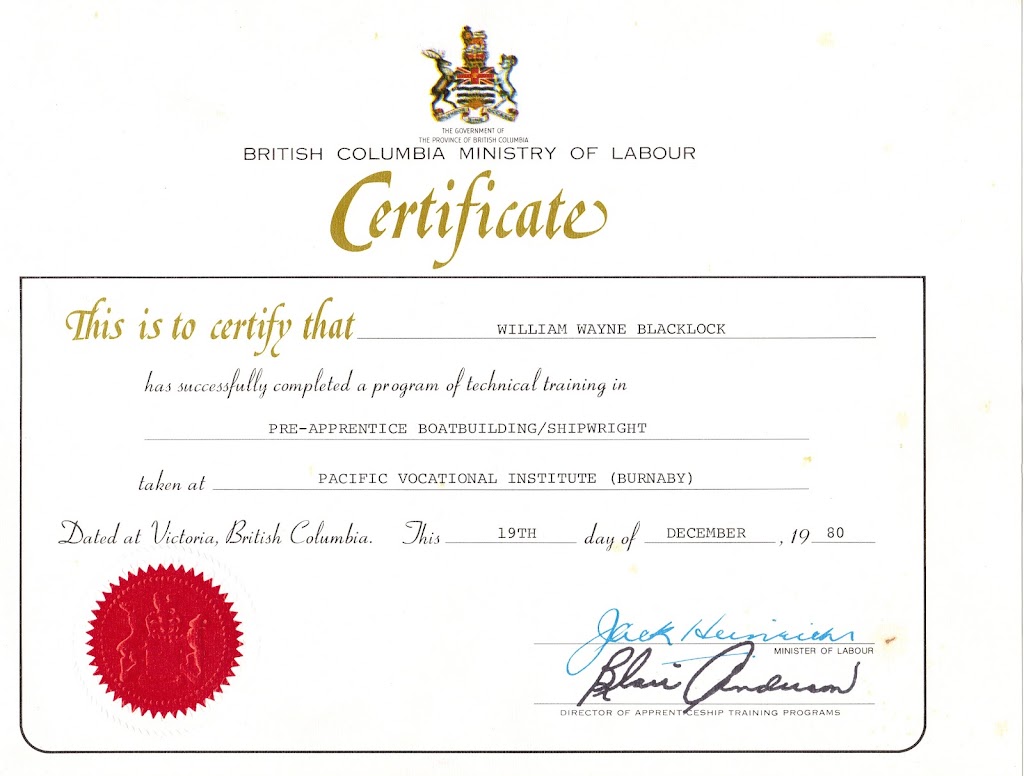 THE GOVERNMENT OF
THE PROVINCE OF BRITISH COLUMBIA
BRITISH COLUMBIA MINISTRY OF LABOUR
Certificate
This is to certify that WILLIAM WAYNE BLACKLOCK
has successfully completed a program of technical training in
PRE-APPRENTICE BOATBUILDING/SHIPWRIGHT
taken at PACIFIC VOCATIONAL INSTITUTE (BURNABY)
Dated at Victoria, British Columbia. This 19TH day of DECEMBER, 19 80
Jack Heinrich
MINISTER OF LABOUR
Blair Anderson
DIRECTOR OF APPRENTICESHIP TRAINING PROGRAMS